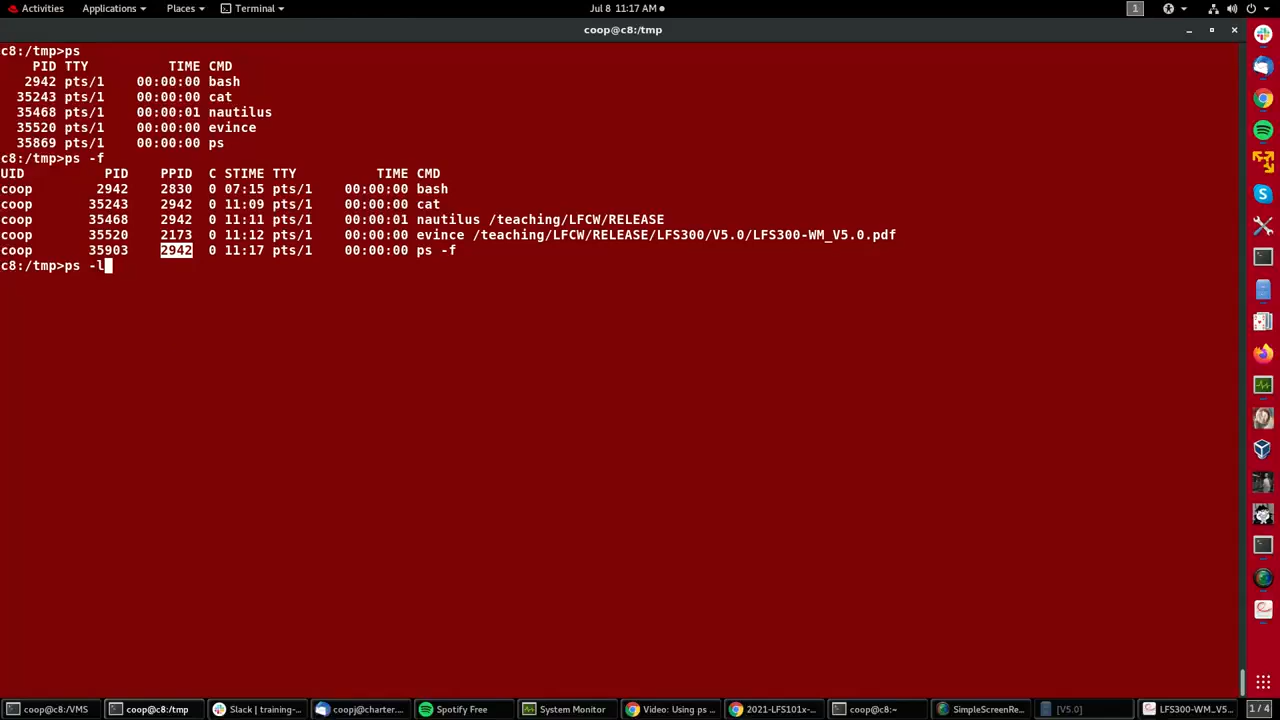 Activities Applications Places Terminal Jul 8 11:17 AM 1
coop@c8:/tmp
c8:/tmp>ps
PID TTY TIME CMD
2942 pts/1 00:00:00 bash
35243 pts/1 00:00:00 cat
35468 pts/1 00:00:01 nautilus
35520 pts/1 00:00:00 evince
35869 pts/1 00:00:00 ps
c8:/tmp>ps -f
UID PID PPID C STIME TTY TIME CMD
coop 2942 2830 0 07:15 pts/1 00:00:00 bash
coop 35243 2942 0 11:09 pts/1 00:00:00 cat
coop 35468 2942 0 11:11 pts/1 00:00:01 nautilus /teaching/LFCW/RELEASE
coop 35520 2173 0 11:12 pts/1 00:00:00 evince /teaching/LFCW/RELEASE/LFS300/V5.0/LFS300-WM_V5.0.pdf
coop 35903 2942 0 11:17 pts/1 00:00:00 ps -f
c8:/tmp>ps -l
coop@c8:/VMS coop@c8:/tmp Slack | training-... coopj@charter... Spotify Free System Monitor Video: Using ps ... 2021-LFS101x-... coop@c8:~ SimpleScreenRe... [V5.0] LFS300-WM_V5... 1 / 4